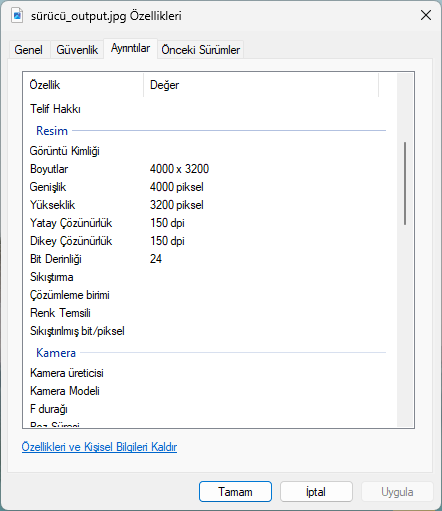 sürücü_output.jpg Özellikleri
Genel Güvenlik Ayrıntılar Önceki Sürümler
Özellik Değer
Telif Hakkı
Resim
Görüntü Kimliği
Boyutlar 4000 x 3200
Genişlik 4000 piksel
Yükseklik 3200 piksel
Yatay Çözünürlük 150 dpi
Dikey Çözünürlük 150 dpi
Bit Derinliği 24
Sıkıştırma
Çözümleme birimi
Renk Temsili
Sıkıştırılmış bit/piksel
Kamera
Kamera üreticisi
Kamera Modeli
F durağı
Poz Süresi
Özellikleri ve Kişisel Bilgileri Kaldır
Tamam İptal Uygula